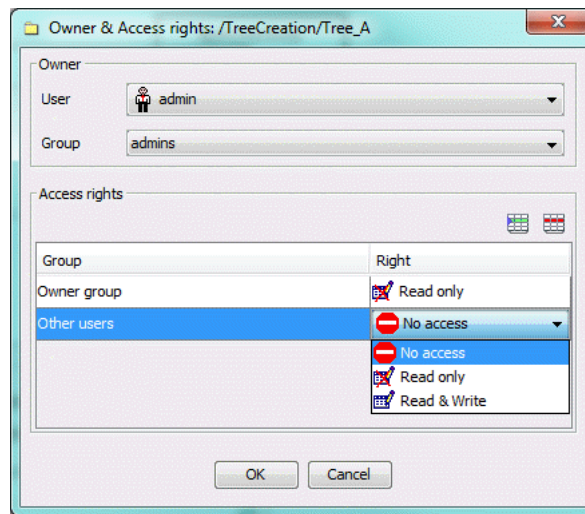 Owner & Access rights: /TreeCreation/Tree_A
Owner
User admin
Group admins
Access rights
Group Right
Owner group Read only
Other users No access
No access
Read only
Read & Write
OK Cancel